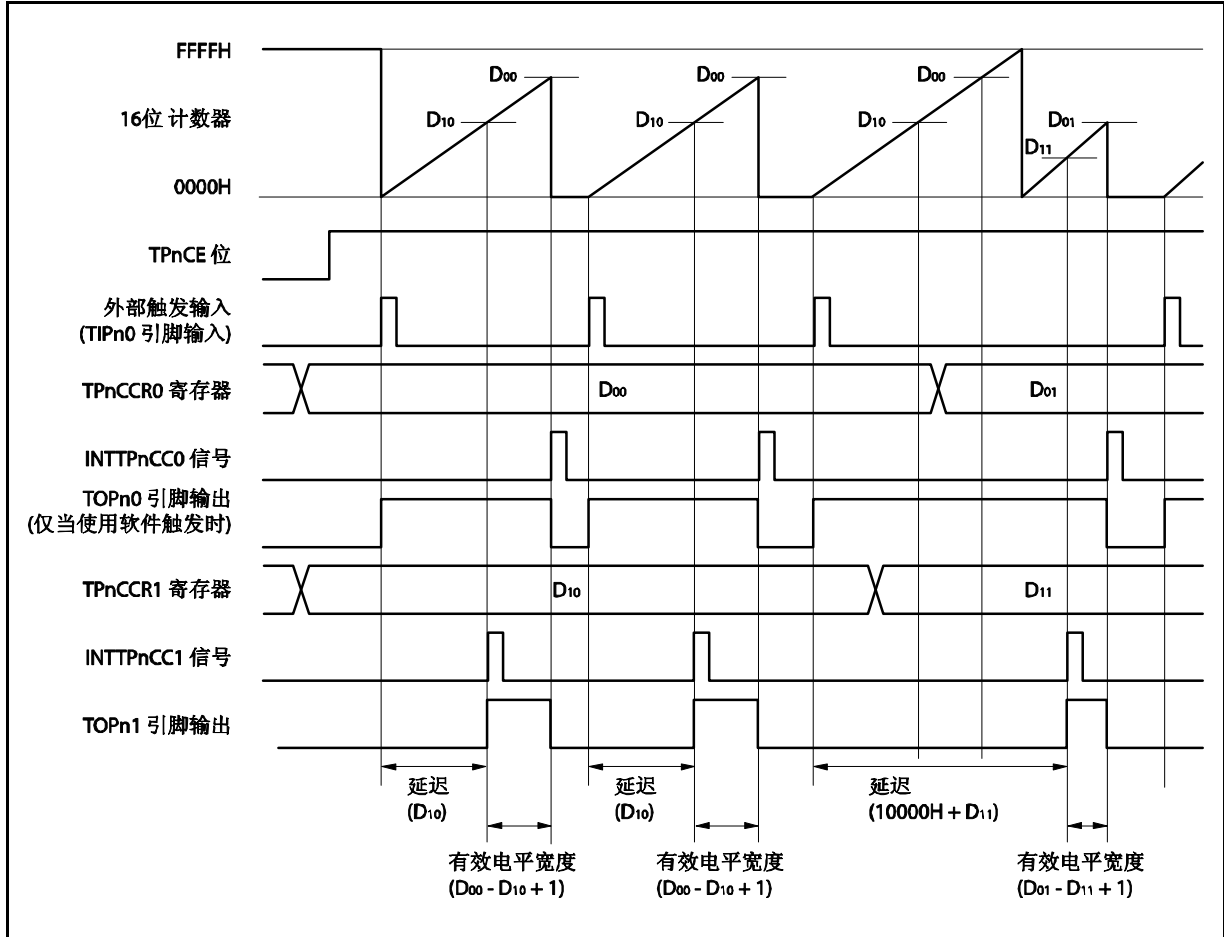 FFFFH
D00
D00
D00
16位 计数器
D10
D10
D10
D01
D11
0000H
TPnCE 位
外部触发输入
(TIPn0 引脚输入)
TPnCCR0 寄存器
D00
D01
INTTPnCC0 信号
TOPn0 引脚输出
(仅当使用软件触发时)
TPnCCR1 寄存器
D10
D11
INTTPnCC1 信号
TOPn1 引脚输出
延迟
(D10)
延迟
(D10)
延迟
(10000H + D11)
有效电平宽度
(D00 - D10 + 1)
有效电平宽度
(D00 - D10 + 1)
有效电平宽度
(D01 - D11 + 1)